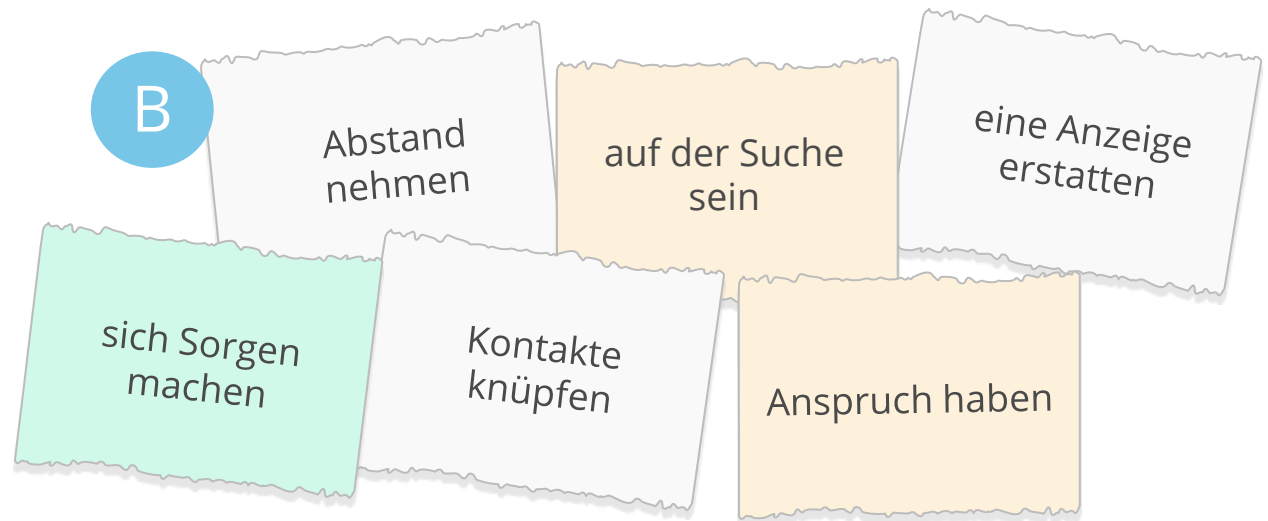 B
Abstand
nehmen
auf der Suche
sein
eine Anzeige
erstatten
sich Sorgen
machen
Kontakte
knüpfen
Anspruch haben